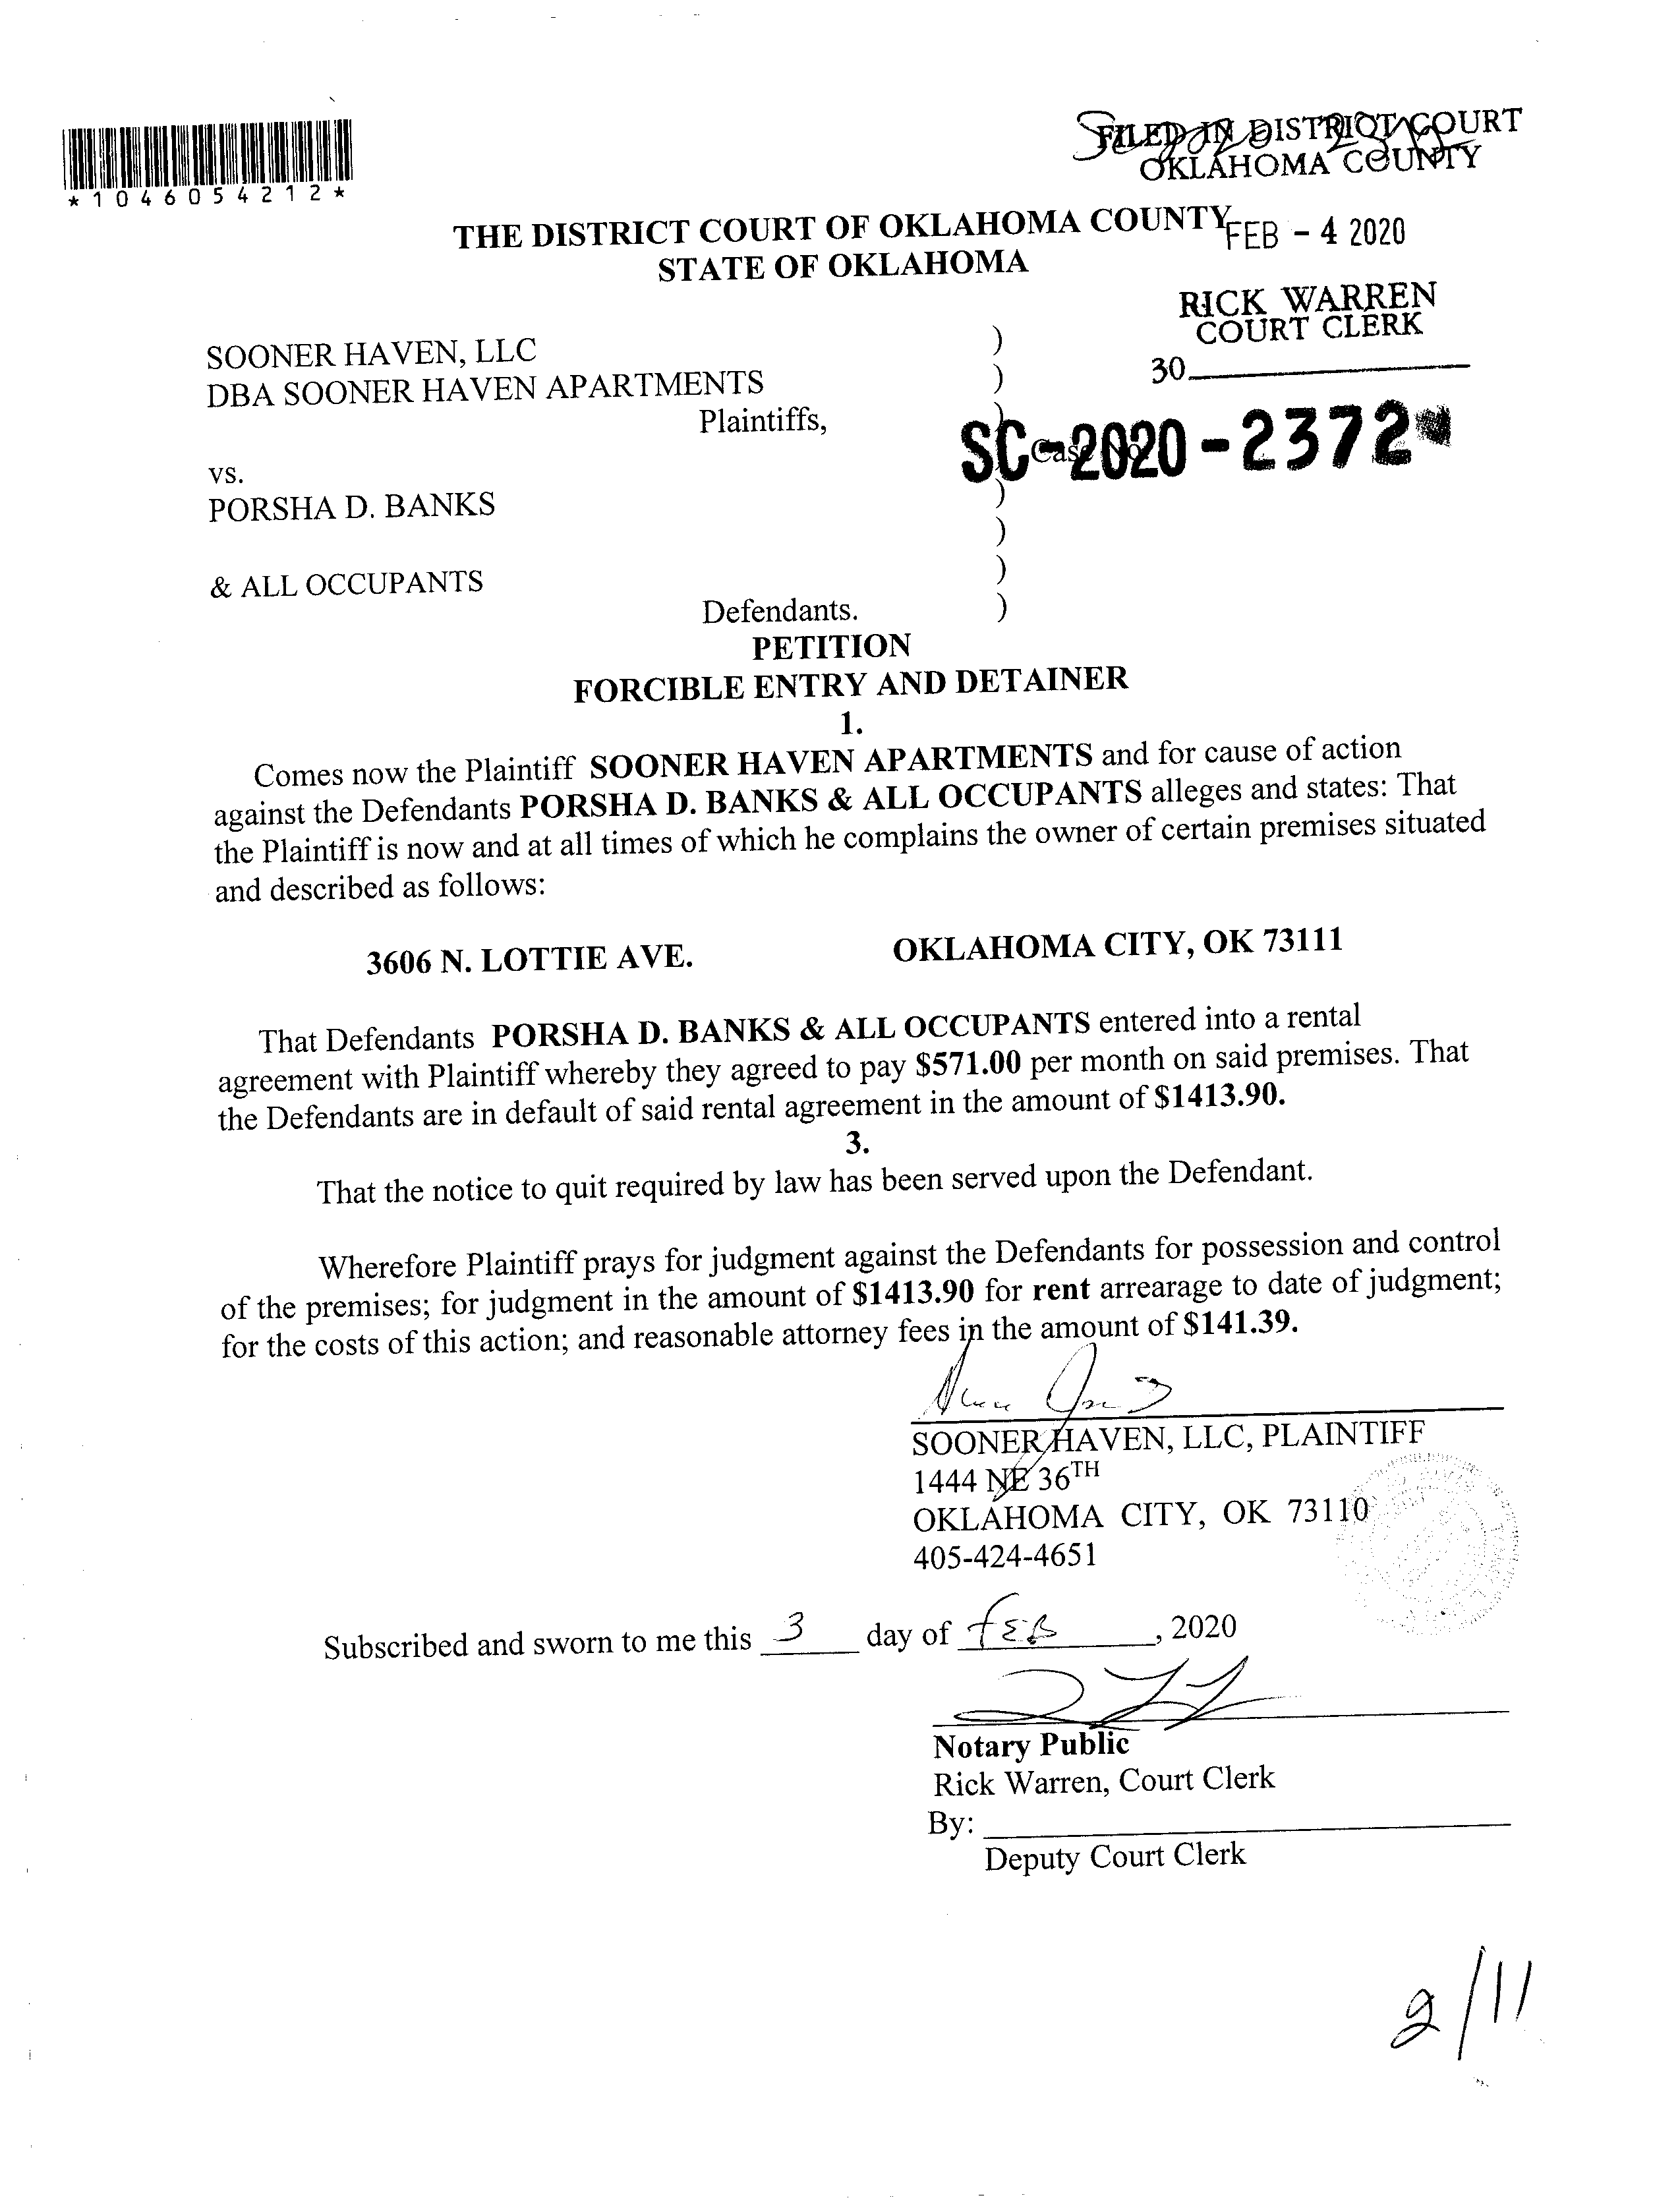 *1046054212*
FILED IN DISTRICT COURT
OKLAHOMA COUNTY
THE DISTRICT COURT OF OKLAHOMA COUNTY
FEB - 4 2020
STATE OF OKLAHOMA
RICK WARREN
COURT CLERK
30
SOONER HAVEN, LLC )
DBA SOONER HAVEN APARTMENTS )
Plaintiffs, )
Case No.
SC-2020-2372
vs.
PORSHA D. BANKS )
)
& ALL OCCUPANTS )
Defendants. )
PETITION
FORCIBLE ENTRY AND DETAINER
1.
Comes now the Plaintiff SOONER HAVEN APARTMENTS and for cause of action
against the Defendants PORSHA D. BANKS & ALL OCCUPANTS alleges and states: That
the Plaintiff is now and at all times of which he complains the owner of certain premises situated
and described as follows:
3606 N. LOTTIE AVE. OKLAHOMA CITY, OK 73111
That Defendants PORSHA D. BANKS & ALL OCCUPANTS entered into a rental
agreement with Plaintiff whereby they agreed to pay $571.00 per month on said premises. That
the Defendants are in default of said rental agreement in the amount of $1413.90.
3.
That the notice to quit required by law has been served upon the Defendant.
Wherefore Plaintiff prays for judgment against the Defendants for possession and control
of the premises; for judgment in the amount of $1413.90 for rent arrearage to date of judgment;
for the costs of this action; and reasonable attorney fees in the amount of $141.39.
SOONER HAVEN, LLC, PLAINTIFF
1444 NE 36TH
OKLAHOMA CITY, OK 73110
405-424-4651
Subscribed and sworn to me this 3 day of FEB, 2020
Notary Public
Rick Warren, Court Clerk
By:
Deputy Court Clerk
2/11